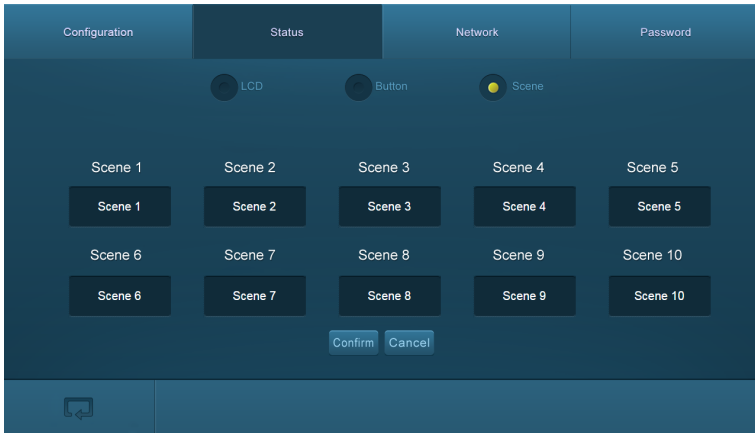 Configuration Status Network Password
LCD Button Scene
Scene 1 Scene 2 Scene 3 Scene 4 Scene 5
Scene 1 Scene 2 Scene 3 Scene 4 Scene 5
Scene 6 Scene 7 Scene 8 Scene 9 Scene 10
Scene 6 Scene 7 Scene 8 Scene 9 Scene 10
Confirm Cancel